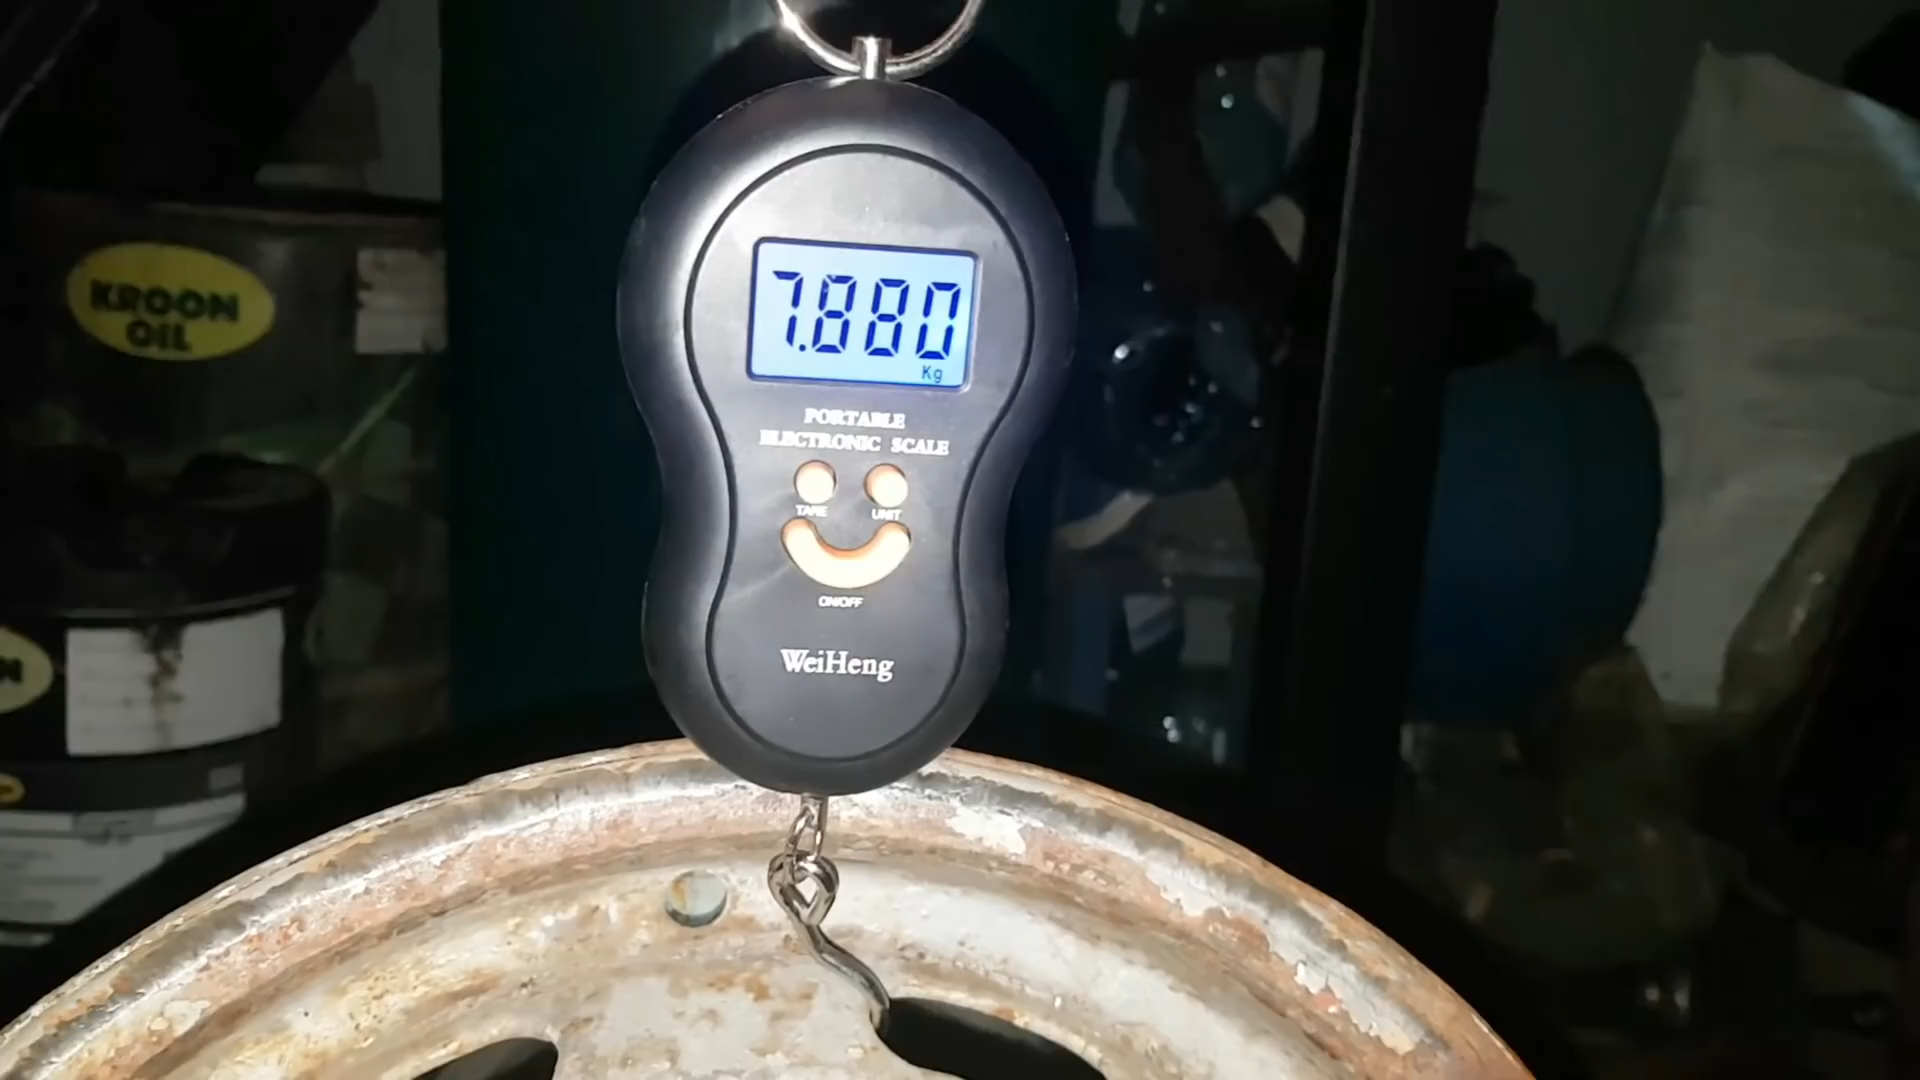 KROON
OIL
7.880
Kg
PORTABLE
ELECTRONIC SCALE
TARE UNIT
ON/OFF
WeiHeng